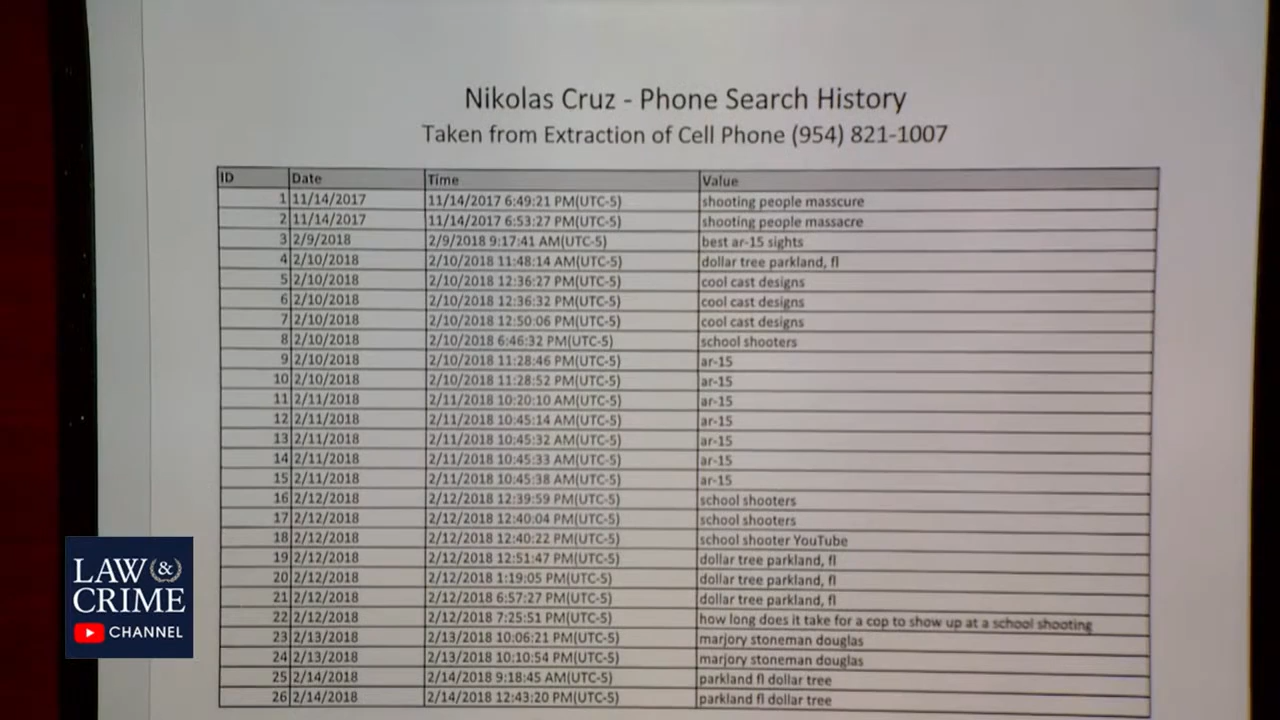 Nikolas Cruz - Phone Search History
Taken from Extraction of Cell Phone (954) 821-1007
ID Date Time Value
1 11/14/2017 11/14/2017 6:49:21 PM(UTC-5) shooting people masscure
2 11/14/2017 11/14/2017 6:53:27 PM(UTC-5) shooting people massacre
3 2/9/2018 2/9/2018 9:17:41 AM(UTC-5) best ar-15 sights
4 2/10/2018 2/10/2018 11:48:14 AM(UTC-5) dollar tree parkland, fl
5 2/10/2018 2/10/2018 12:36:27 PM(UTC-5) cool cast designs
6 2/10/2018 2/10/2018 12:36:32 PM(UTC-5) cool cast designs
7 2/10/2018 2/10/2018 12:50:06 PM(UTC-5) cool cast designs
8 2/10/2018 2/10/2018 6:46:32 PM(UTC-5) school shooters
9 2/10/2018 2/10/2018 11:28:46 PM(UTC-5) ar-15
10 2/10/2018 2/10/2018 11:28:52 PM(UTC-5) ar-15
11 2/11/2018 2/11/2018 10:20:10 AM(UTC-5) ar-15
12 2/11/2018 2/11/2018 10:45:14 AM(UTC-5) ar-15
13 2/11/2018 2/11/2018 10:45:32 AM(UTC-5) ar-15
14 2/11/2018 2/11/2018 10:45:33 AM(UTC-5) ar-15
15 2/11/2018 2/11/2018 10:45:38 AM(UTC-5) ar-15
16 2/12/2018 2/12/2018 12:39:59 PM(UTC-5) school shooters
17 2/12/2018 2/12/2018 12:40:04 PM(UTC-5) school shooters
18 2/12/2018 2/12/2018 12:40:22 PM(UTC-5) school shooter YouTube
19 2/12/2018 2/12/2018 12:51:47 PM(UTC-5) dollar tree parkland, fl
20 2/12/2018 2/12/2018 1:19:05 PM(UTC-5) dollar tree parkland, fl
21 2/12/2018 2/12/2018 6:57:27 PM(UTC-5) dollar tree parkland, fl
22 2/12/2018 2/12/2018 7:25:51 PM(UTC-5) how long does it take for a cop to show up at a school shooting
23 2/13/2018 2/13/2018 10:06:21 PM(UTC-5) marjory stoneman douglas
24 2/13/2018 2/13/2018 10:10:54 PM(UTC-5) marjory stoneman douglas
25 2/14/2018 2/14/2018 9:18:45 AM(UTC-5) parkland fl dollar tree
26 2/14/2018 2/14/2018 12:43:20 PM(UTC-5) parkland fl dollar tree
LAW &
CRIME
CHANNEL